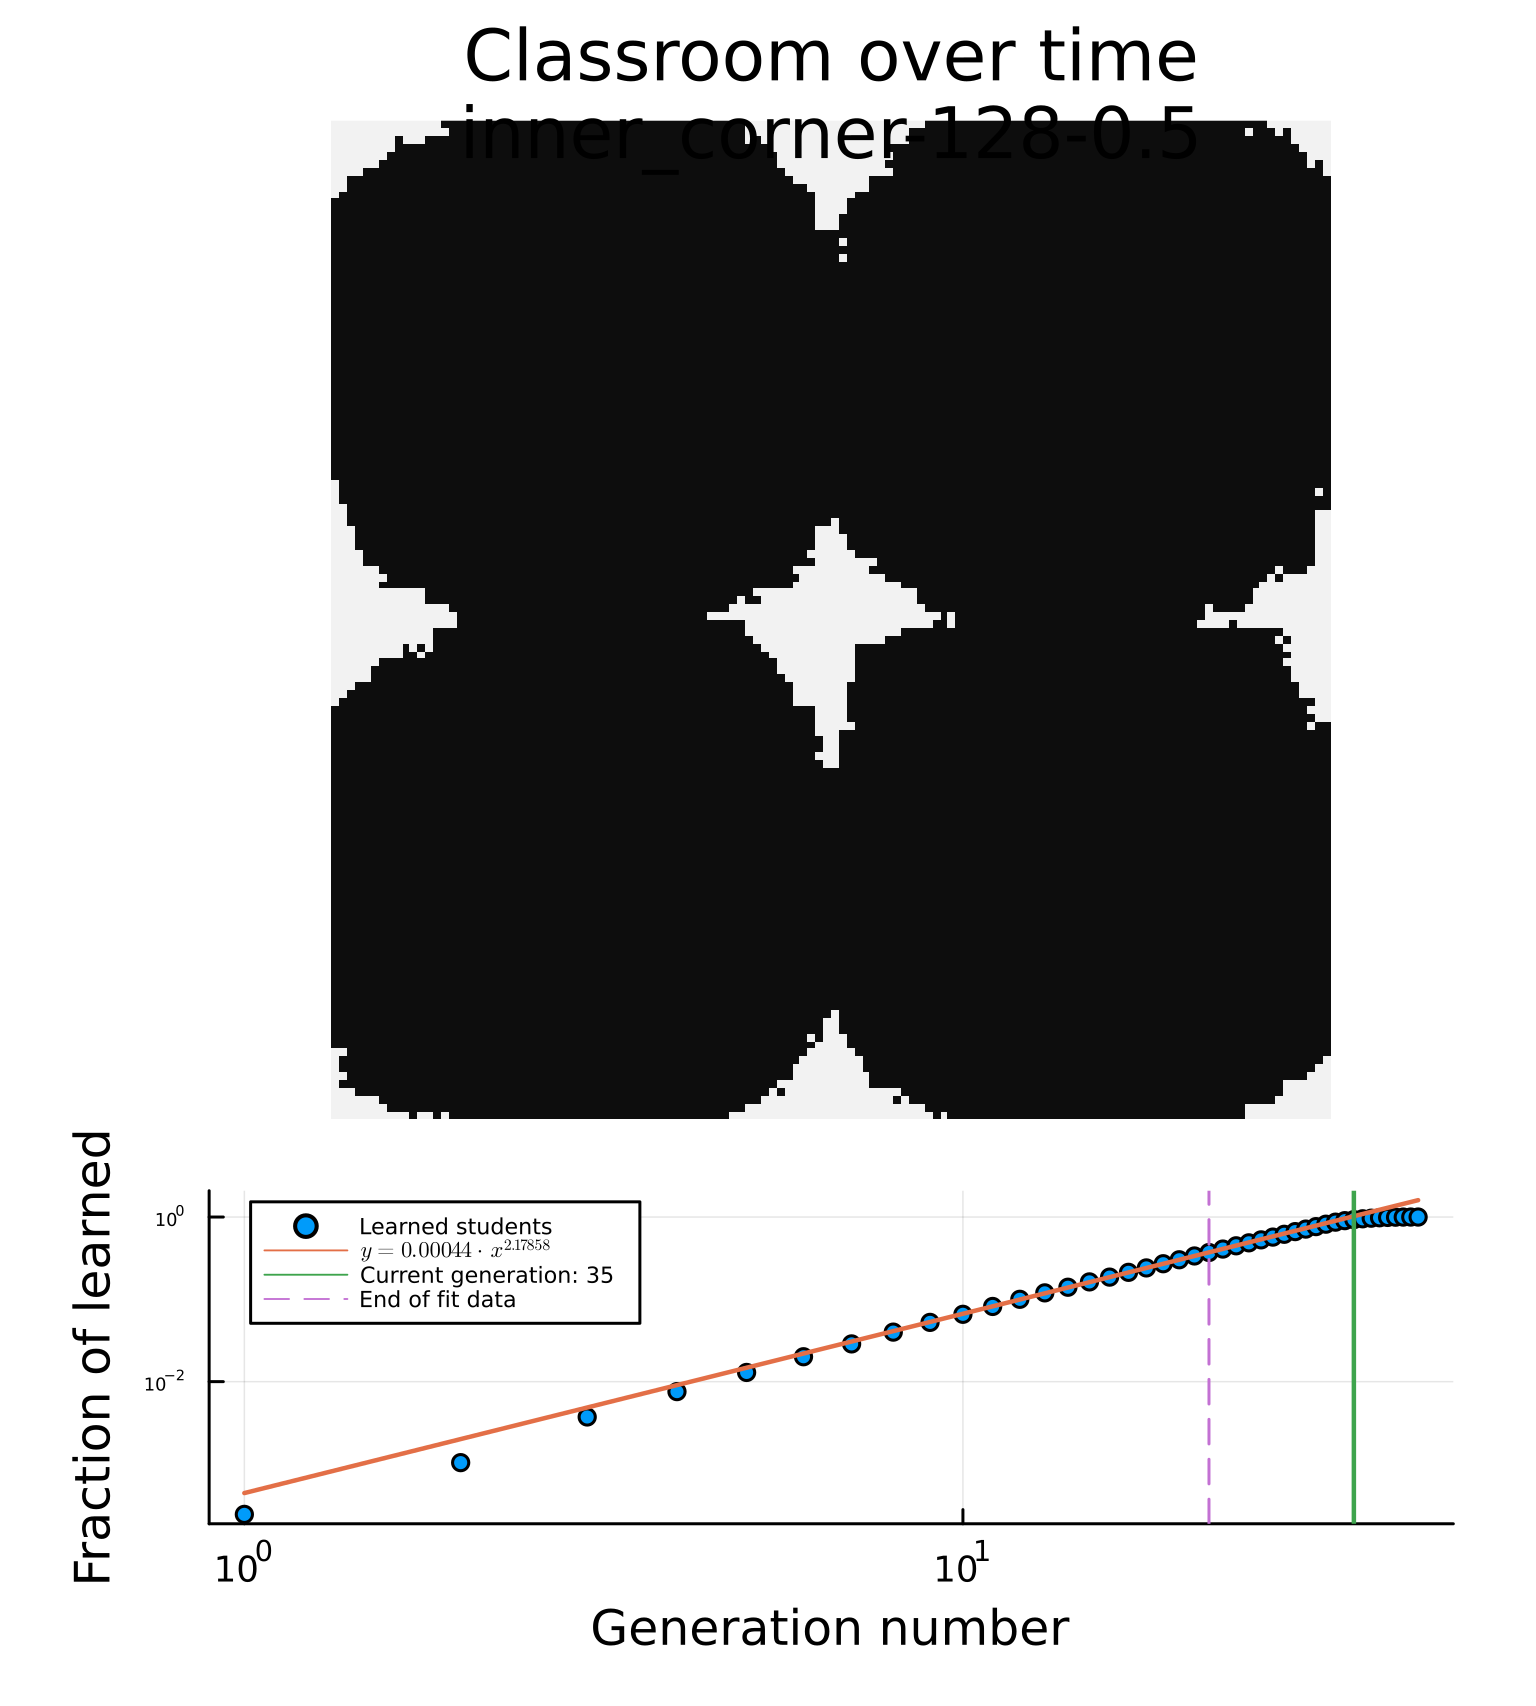 Classroom over time
inner_corner-128-0.5
Fraction of learned
10^0
10^−2
Learned students
y = 0.00044 · x^2.17858
Current generation: 35
End of fit data
10^0
10^1
Generation number